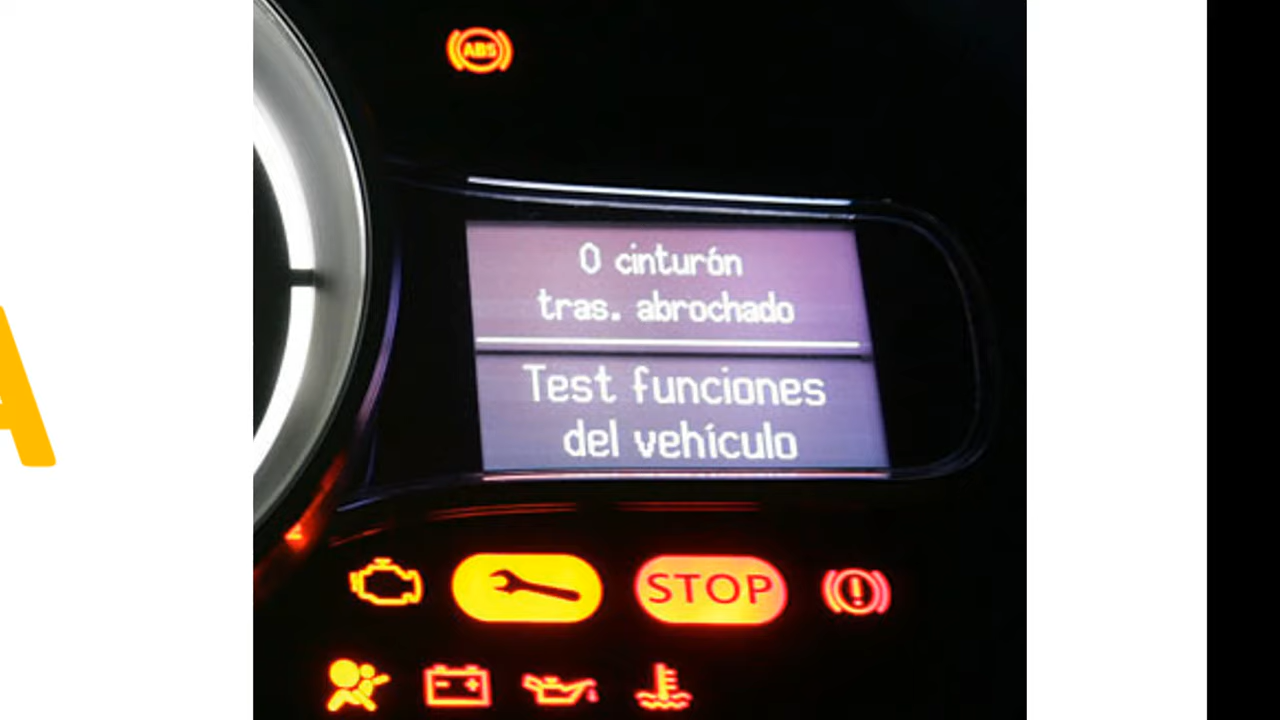 A
ABS
0 cinturón
tras. abrochado
Test funciones
del vehículo
STOP